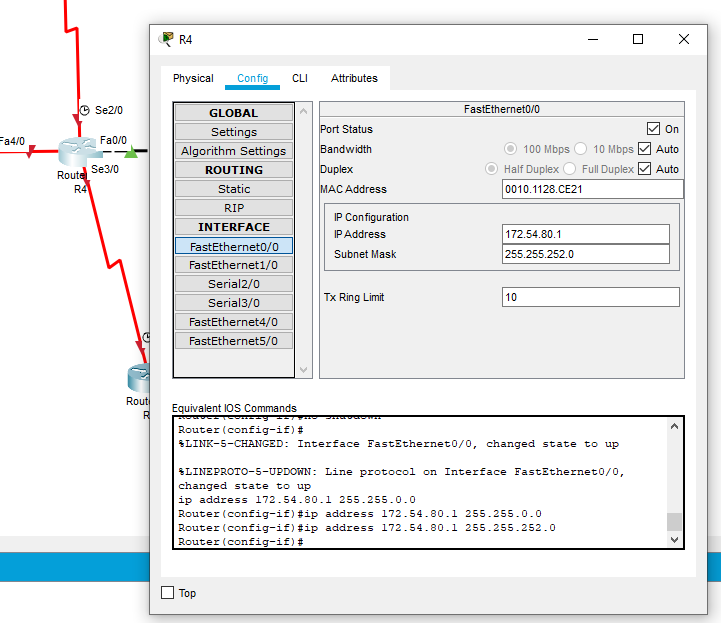 R4
Physical
Config
CLI
Attributes
GLOBAL
Settings
Algorithm Settings
ROUTING
Static
RIP
INTERFACE
FastEthernet0/0
FastEthernet1/0
Serial2/0
Serial3/0
FastEthernet4/0
FastEthernet5/0
FastEthernet0/0
Port Status
On
Bandwidth
100 Mbps
10 Mbps
Auto
Duplex
Half Duplex
Full Duplex
Auto
MAC Address
0010.1128.CE21
IP Configuration
IP Address
172.54.80.1
Subnet Mask
255.255.252.0
Tx Ring Limit
10
Equivalent IOS Commands
Router(config-if)#no shutdown
Router(config-if)#
%LINK-5-CHANGED: Interface FastEthernet0/0, changed state to up
%LINEPROTO-5-UPDOWN: Line protocol on Interface FastEthernet0/0,
changed state to up
ip address 172.54.80.1 255.255.0.0
Router(config-if)#ip address 172.54.80.1 255.255.0.0
Router(config-if)#ip address 172.54.80.1 255.255.252.0
Router(config-if)#
Top
Se2/0
Fa4/0
Fa0/0
Se3/0
Router
R4
Rout
R